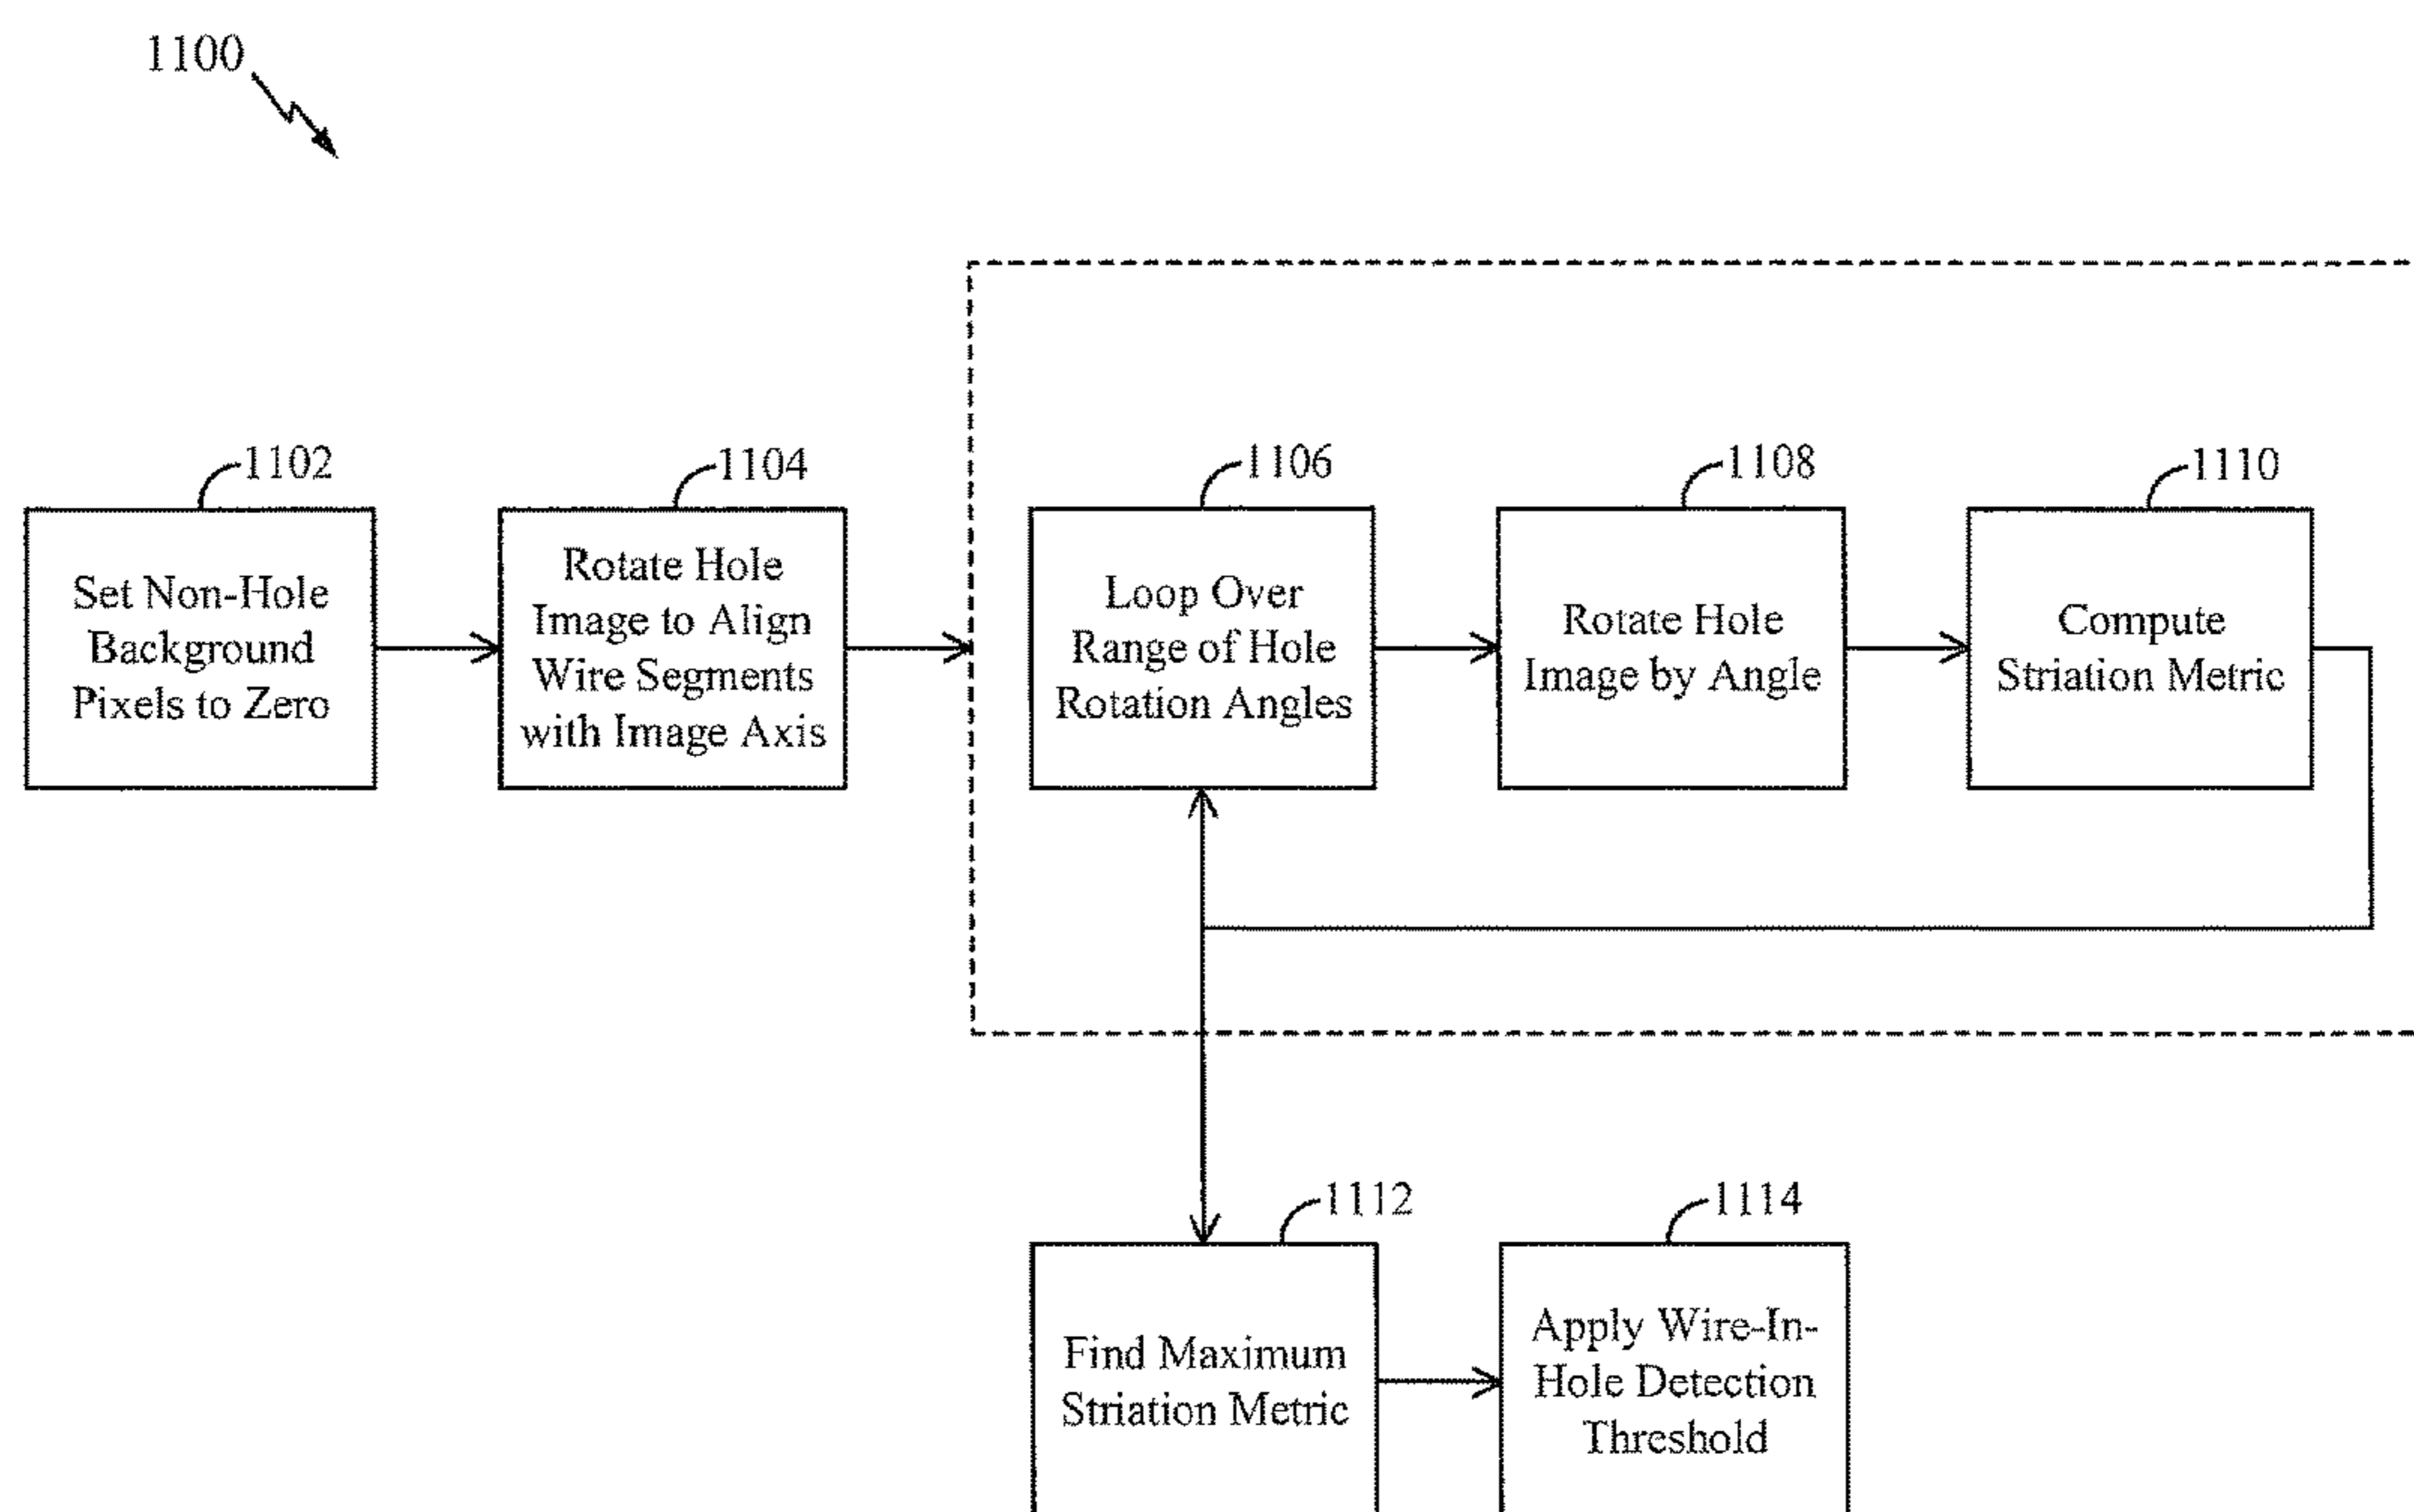 1100
1102
Set Non-Hole
Background
Pixels to Zero
1104
Rotate Hole
Image to Align
Wire Segments
with Image Axis
1106
Loop Over
Range of Hole
Rotation Angles
1108
Rotate Hole
Image by Angle
1110
Compute
Striation Metric
1112
Find Maximum
Striation Metric
1114
Apply Wire-In-
Hole Detection
Threshold